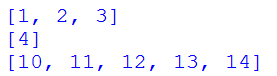 [1, 2, 3]
[4]
[10, 11, 12, 13, 14]